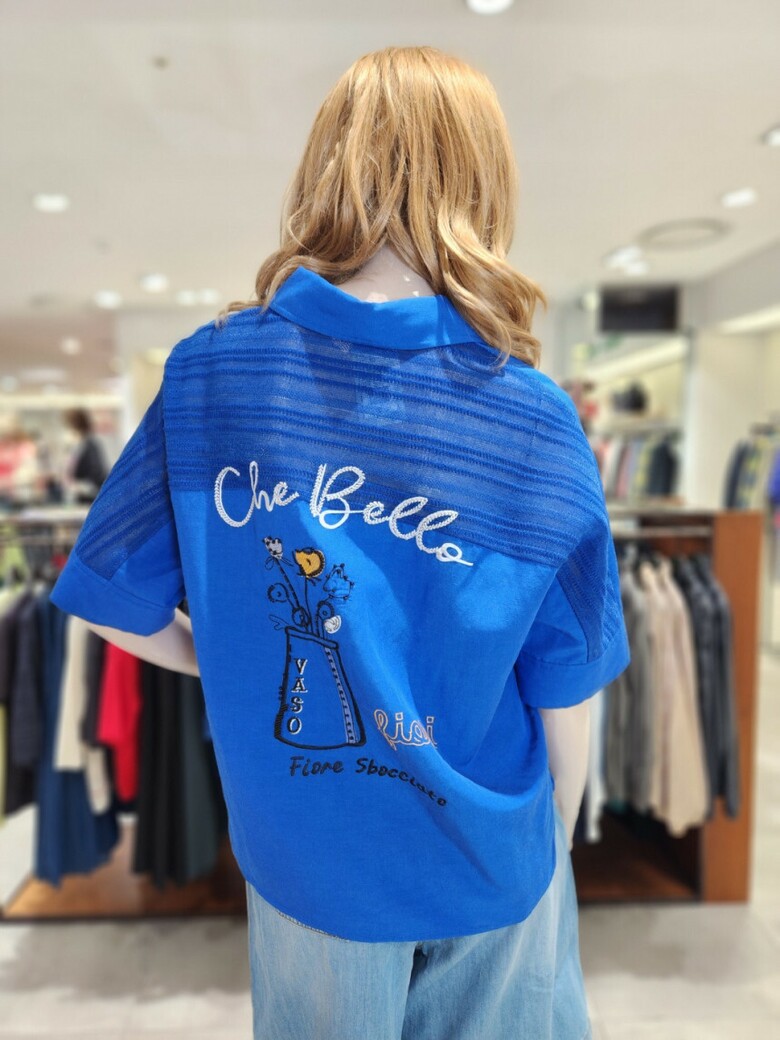 Che Bello
VASO
Fiore Sbocciato